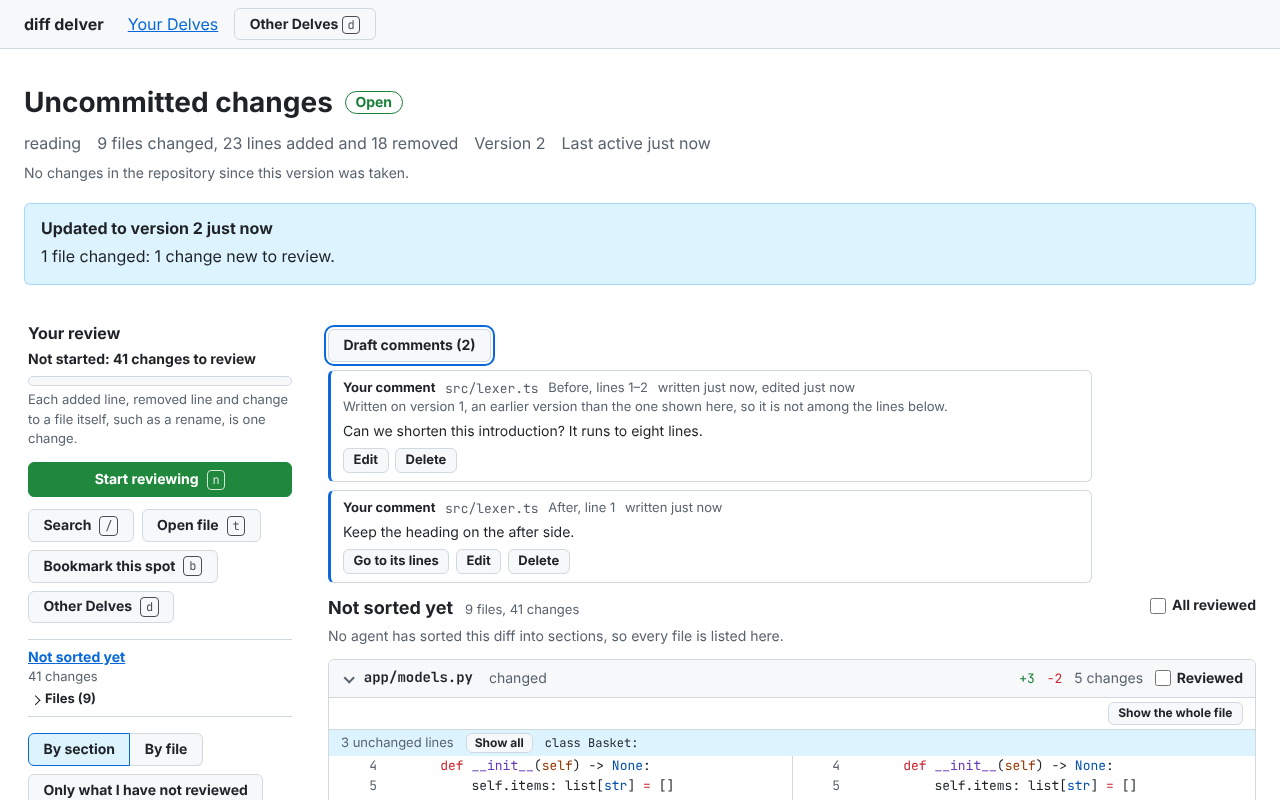 diff delver Your Delves Other Delves d
Uncommitted changes Open
reading 9 files changed, 23 lines added and 18 removed Version 2 Last active just now
No changes in the repository since this version was taken.
Updated to version 2 just now
1 file changed: 1 change new to review.
Your review
Not started: 41 changes to review
Each added line, removed line and change
to a file itself, such as a rename, is one
change.
Start reviewing n
Search / Open file t
Bookmark this spot b
Other Delves d
Not sorted yet
41 changes
Files (9)
By section By file
Only what I have not reviewed
Draft comments (2)
Your comment src/lexer.ts Before, lines 1–2 written just now, edited just now
Written on version 1, an earlier version than the one shown here, so it is not among the lines below.
Can we shorten this introduction? It runs to eight lines.
Edit Delete
Your comment src/lexer.ts After, line 1 written just now
Keep the heading on the after side.
Go to its lines Edit Delete
Not sorted yet 9 files, 41 changes All reviewed
No agent has sorted this diff into sections, so every file is listed here.
app/models.py changed +3 -2 5 changes Reviewed
Show the whole file
3 unchanged lines Show all class Basket:
4 def __init__(self) -> None: 4 def __init__(self) -> None:
5 self.items: list[str] = [] 5 self.items: list[str] = []